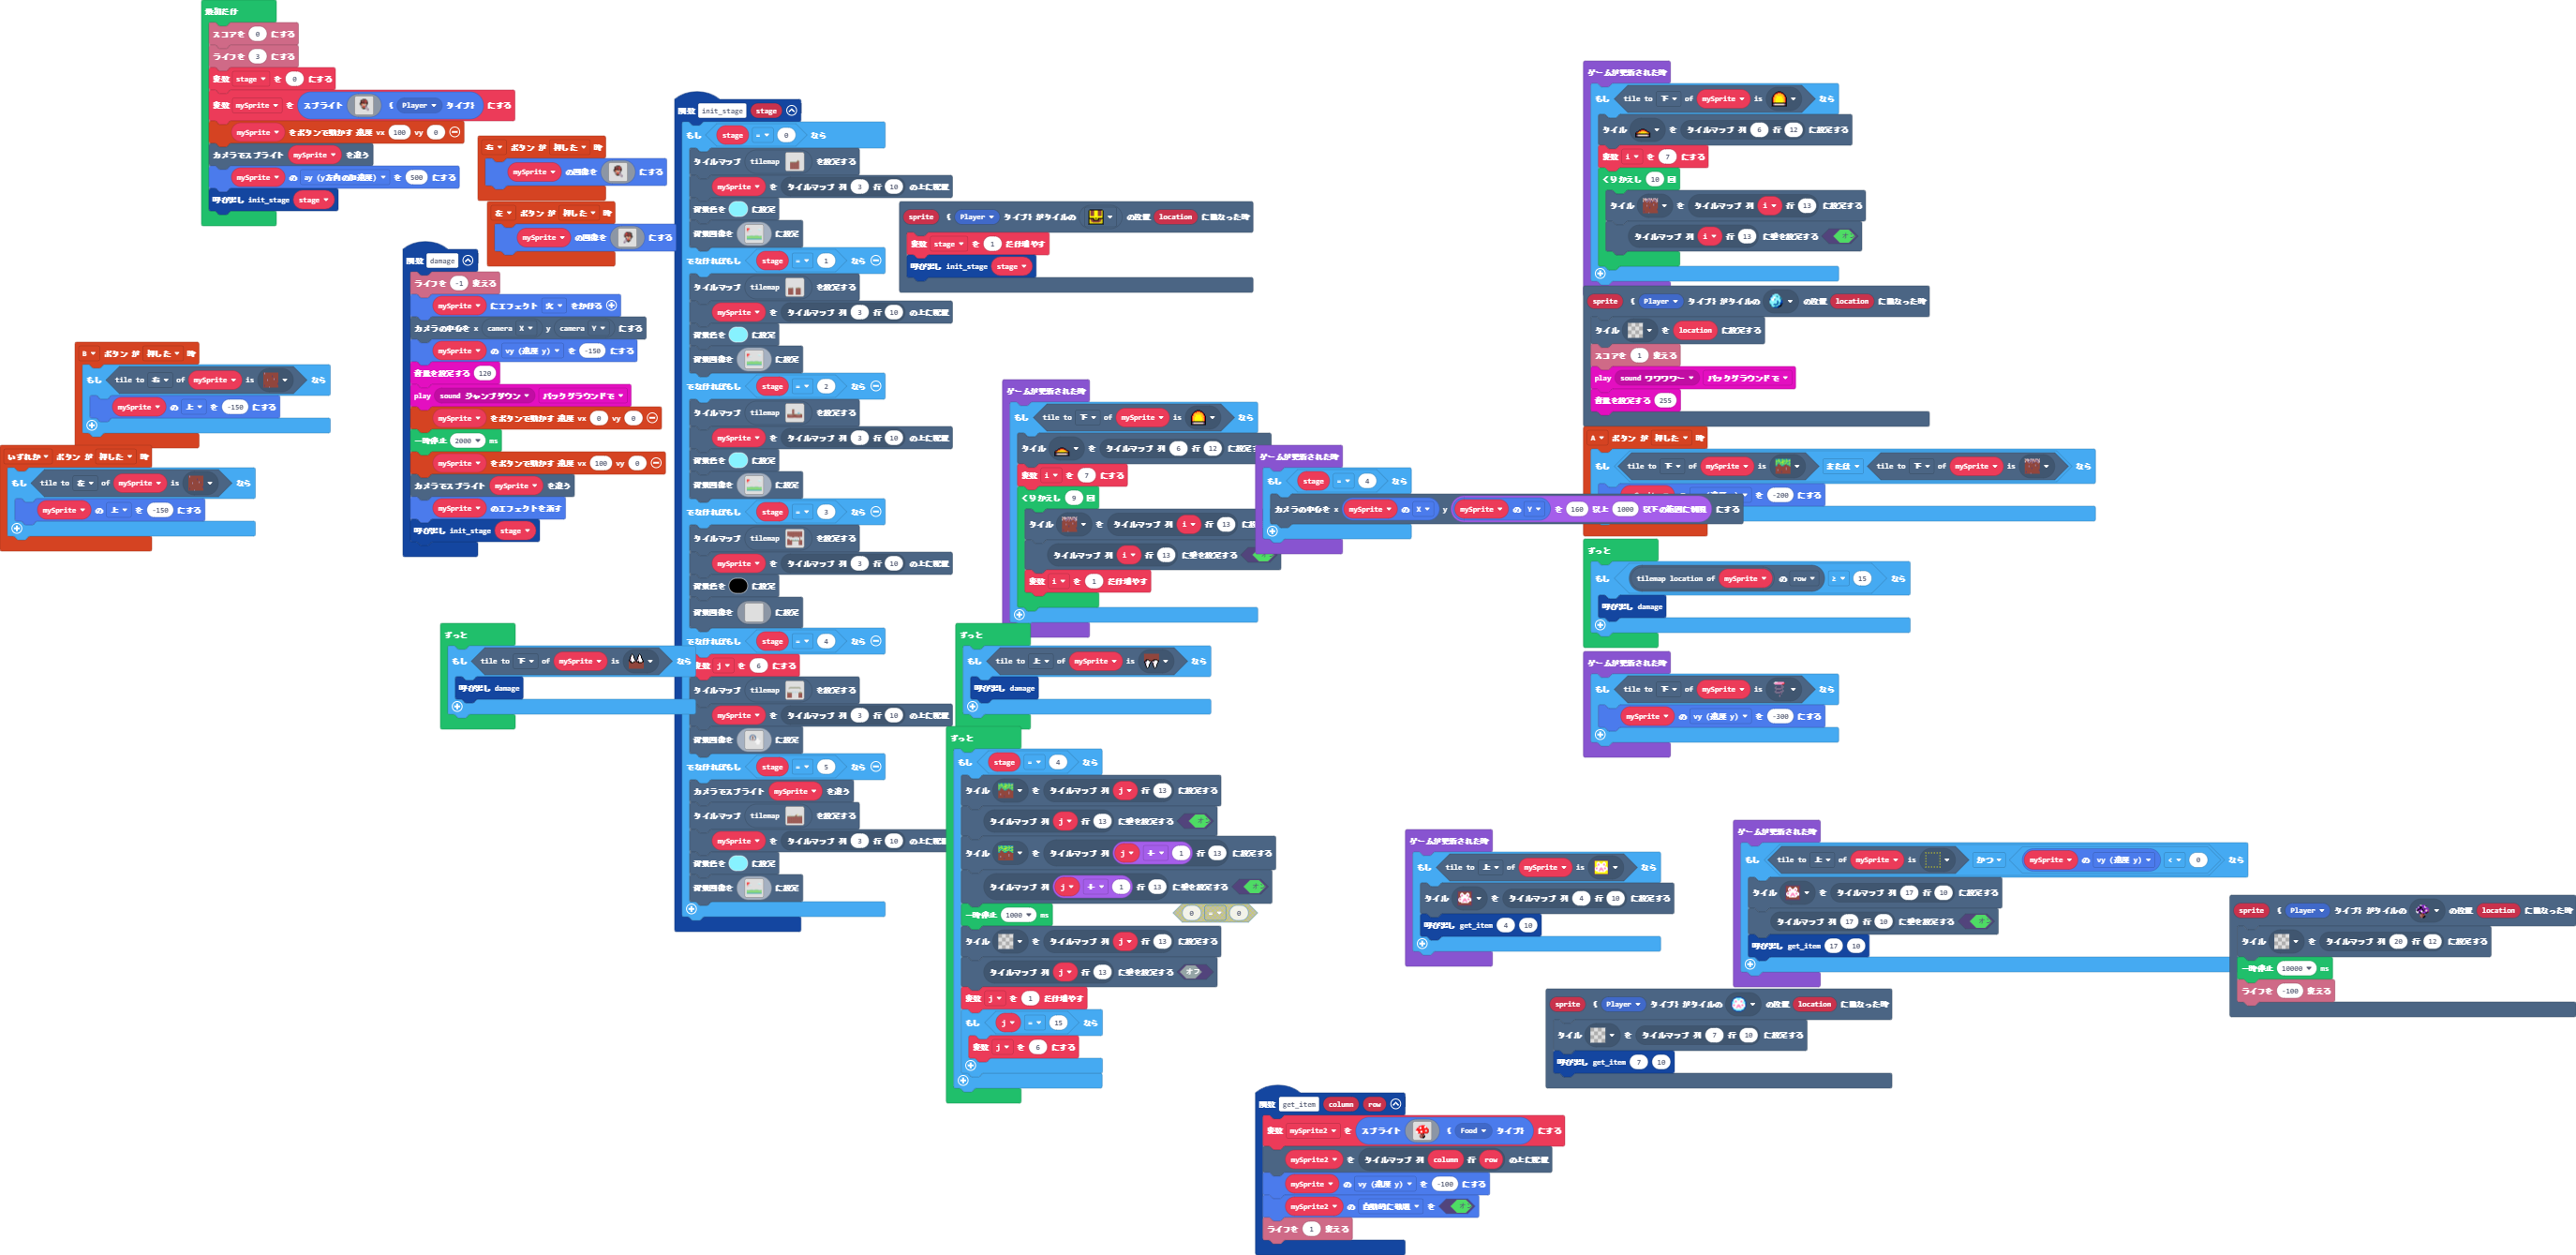 最初だけ
スコアを 0 にする
ライフを 3 にする
変数 stage を 0 にする
変数 mySprite を スプライト ( Player タイプ) にする
mySprite をボタンで動かす 速度 vx 100 vy 0
カメラでスプライト mySprite を追う
mySprite の ay (y方向の加速度) を 500 にする
呼び出し init_stage stage
右 ボタン が 押した 時
mySprite の画像を にする
左 ボタン が 押した 時
mySprite の画像を にする
関数 damage
ライフを -1 変える
mySprite にエフェクト 火 をかける
カメラの中心を x camera X y camera Y にする
mySprite の vy (速度 y) を -150 にする
音量を設定する 120
play sound ジャンプダウン バックグラウンドで
mySprite をボタンで動かす 速度 vx 0 vy 0
一時停止 2000 ms
mySprite をボタンで動かす 速度 vx 100 vy 0
カメラでスプライト mySprite を追う
mySprite のエフェクトを消す
呼び出し init_stage stage
B ボタン が 押した 時
もし tile to 右 of mySprite is なら
mySprite の 上 を -150 にする
いずれか ボタン が 押した 時
もし tile to 左 of mySprite is なら
mySprite の 上 を -150 にする
ずっと
もし tile to 下 of mySprite is なら
呼び出し damage
関数 init_stage stage
もし stage = 0 なら
タイルマップ tilemap を設定する
mySprite を タイルマップ 列 3 行 10 の上に配置
背景色を に設定
背景画像を に設定
でなければもし stage = 1 なら
タイルマップ tilemap を設定する
mySprite を タイルマップ 列 3 行 10 の上に配置
背景色を に設定
背景画像を に設定
でなければもし stage = 2 なら
タイルマップ tilemap を設定する
mySprite を タイルマップ 列 3 行 10 の上に配置
背景色を に設定
背景画像を に設定
でなければもし stage = 3 なら
タイルマップ tilemap を設定する
mySprite を タイルマップ 列 3 行 10 の上に配置
背景色を に設定
背景画像を に設定
でなければもし stage = 4 なら
変数 j を 6 にする
タイルマップ tilemap を設定する
mySprite を タイルマップ 列 3 行 10 の上に配置
背景画像を に設定
でなければもし stage = 5 なら
カメラでスプライト mySprite を追う
タイルマップ tilemap を設定する
mySprite を タイルマップ 列 3 行 10 の上に配置
背景色を に設定
背景画像を に設定
sprite ( Player タイプ) がタイルの の位置 location に重なった時
変数 stage を 1 だけ増やす
呼び出し init_stage stage
ゲームが更新された時
もし tile to 下 of mySprite is なら
タイル を タイルマップ 列 6 行 12 に設定す
変数 i を 7 にする
くりかえし 9 回
タイル を タイルマップ 列 i 行 13 に
タイルマップ 列 i 行 13 に壁を設定する
変数 i を 1 だけ増やす
ゲームが更新された時
もし stage = 4 なら
カメラの中心を x mySprite の X y mySprite の Y を 160 以上 1000 以下の範囲に制限 にする
ずっと
もし tile to 上 of mySprite is なら
呼び出し damage
ずっと
もし stage = 4 なら
タイル を タイルマップ 列 j 行 13 に設定する
タイルマップ 列 j 行 13 に壁を設定する オン
タイル を タイルマップ 列 j + 1 行 13 に設定する
タイルマップ 列 j + 1 行 13 に壁を設定する オン
一時停止 1000 ms
0 = 0
タイル を タイルマップ 列 j 行 13 に設定する
タイルマップ 列 j 行 13 に壁を設定する オフ
変数 j を 1 だけ増やす
もし j = 15 なら
変数 j を 6 にする
ゲームが更新された時
もし tile to 下 of mySprite is なら
タイル を タイルマップ 列 6 行 12 に設定する
変数 i を 7 にする
くりかえし 10 回
タイル を タイルマップ 列 i 行 13 に設定する
タイルマップ 列 i 行 13 に壁を設定する オン
sprite ( Player タイプ) がタイルの の位置 location に重なった時
タイル を location に設定する
スコアを 1 変える
play sound ワワワワー バックグラウンドで
音量を設定する 255
A ボタン が 押した 時
もし tile to 下 of mySprite is または tile to 下 of mySprite is なら
-200 にする
ずっと
もし tilemap location of mySprite の row ≥ 15 なら
呼び出し damage
ゲームが更新された時
もし tile to 下 of mySprite is なら
mySprite の vy (速度 y) を -300 にする
ゲームが更新された時
もし tile to 上 of mySprite is なら
タイル を タイルマップ 列 4 行 10 に設定する
呼び出し get_item 4 10
ゲームが更新された時
もし tile to 上 of mySprite is かつ mySprite の vy (速度 y) < 0 なら
タイル を タイルマップ 列 17 行 10 に設定する
タイルマップ 列 17 行 10 に壁を設定する オン
呼び出し get_item 17 10
sprite ( Player タイプ) がタイルの の位置 location に重なった時
タイル を タイルマップ 列 20 行 12 に設定する
一時停止 10000 ms
ライフを -100 変える
sprite ( Player タイプ) がタイルの の位置 location に重なった時
タイル を タイルマップ 列 7 行 10 に設定する
呼び出し get_item 7 10
関数 get_item column row
変数 mySprite2 を スプライト ( Food タイプ) にする
mySprite2 を タイルマップ 列 column 行 row の上に配置
mySprite の vy (速度 y) を -100 にする
mySprite2 の 自動的に破壊 を オン
ライフを 1 変える